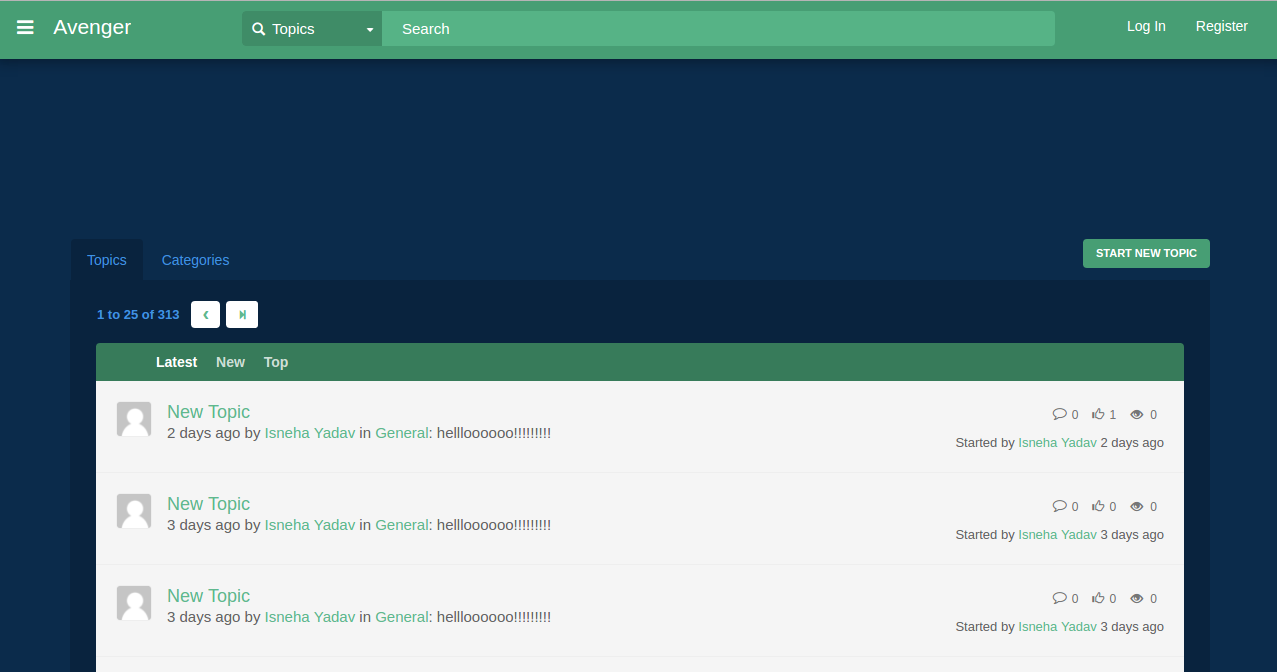 Avenger Topics Search Log In Register
Topics Categories START NEW TOPIC
1 to 25 of 313
Latest New Top
New Topic 0 1 0
2 days ago by Isneha Yadav in General: hellloooooo!!!!!!!!!
Started by Isneha Yadav 2 days ago
New Topic 0 0 0
3 days ago by Isneha Yadav in General: hellloooooo!!!!!!!!!
Started by Isneha Yadav 3 days ago
New Topic 0 0 0
3 days ago by Isneha Yadav in General: hellloooooo!!!!!!!!!
Started by Isneha Yadav 3 days ago